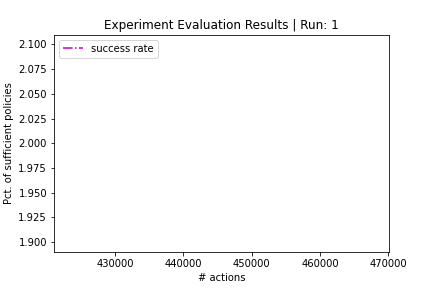 Experiment Evaluation Results | Run: 1
success rate
Pct. of sufficient policies
2.100
2.075
2.050
2.025
2.000
1.975
1.950
1.925
1.900
430000 440000 450000 460000 470000
# actions